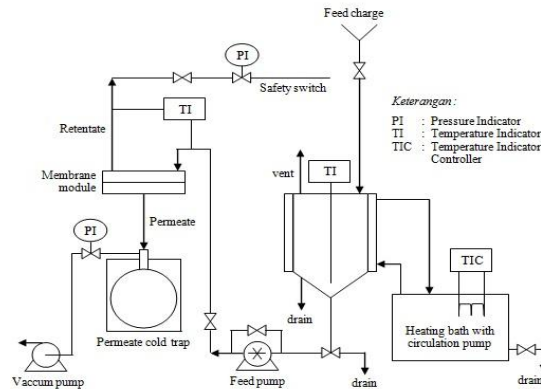 Feed charge
PI
Safety switch
Retentate
TI
Keterangan :
PI : Pressure Indicator
TI : Temperature Indicator
TIC : Temperature Indicator
Controller
Membrane
module
vent
TI
Permeate
PI
TIC
drain
Heating bath with
circulation pump
Permeate cold trap
Vaccum pump
Feed pump
drain
drain